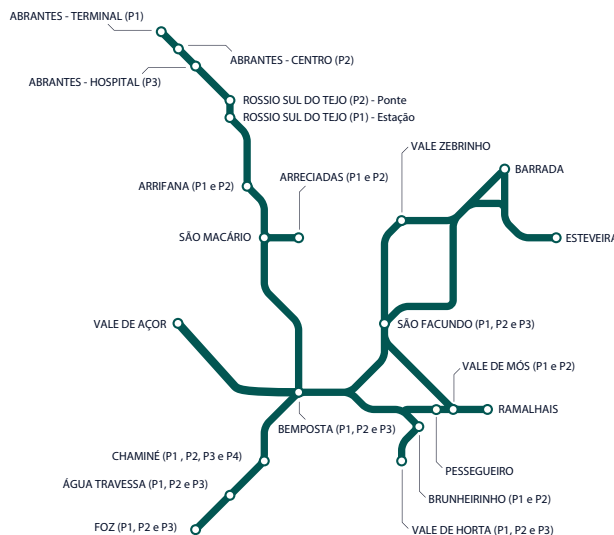 ABRANTES - TERMINAL (P1)
ABRANTES - CENTRO (P2)
ABRANTES - HOSPITAL (P3)
ROSSIO SUL DO TEJO (P2) - Ponte
ROSSIO SUL DO TEJO (P1) - Estação
VALE ZEBRINHO
BARRADA
ARRECIADAS (P1 e P2)
ARRIFANA (P1 e P2)
SÃO MACÁRIO
ESTEVEIRA
VALE DE AÇOR
SÃO FACUNDO (P1, P2 e P3)
VALE DE MÓS (P1 e P2)
RAMALHAIS
BEMPOSTA (P1, P2 e P3)
CHAMINÉ (P1 , P2, P3 e P4)
PESSEGUEIRO
ÁGUA TRAVESSA (P1, P2 e P3)
BRUNHEIRINHO (P1 e P2)
FOZ (P1, P2 e P3)
VALE DE HORTA (P1, P2 e P3)